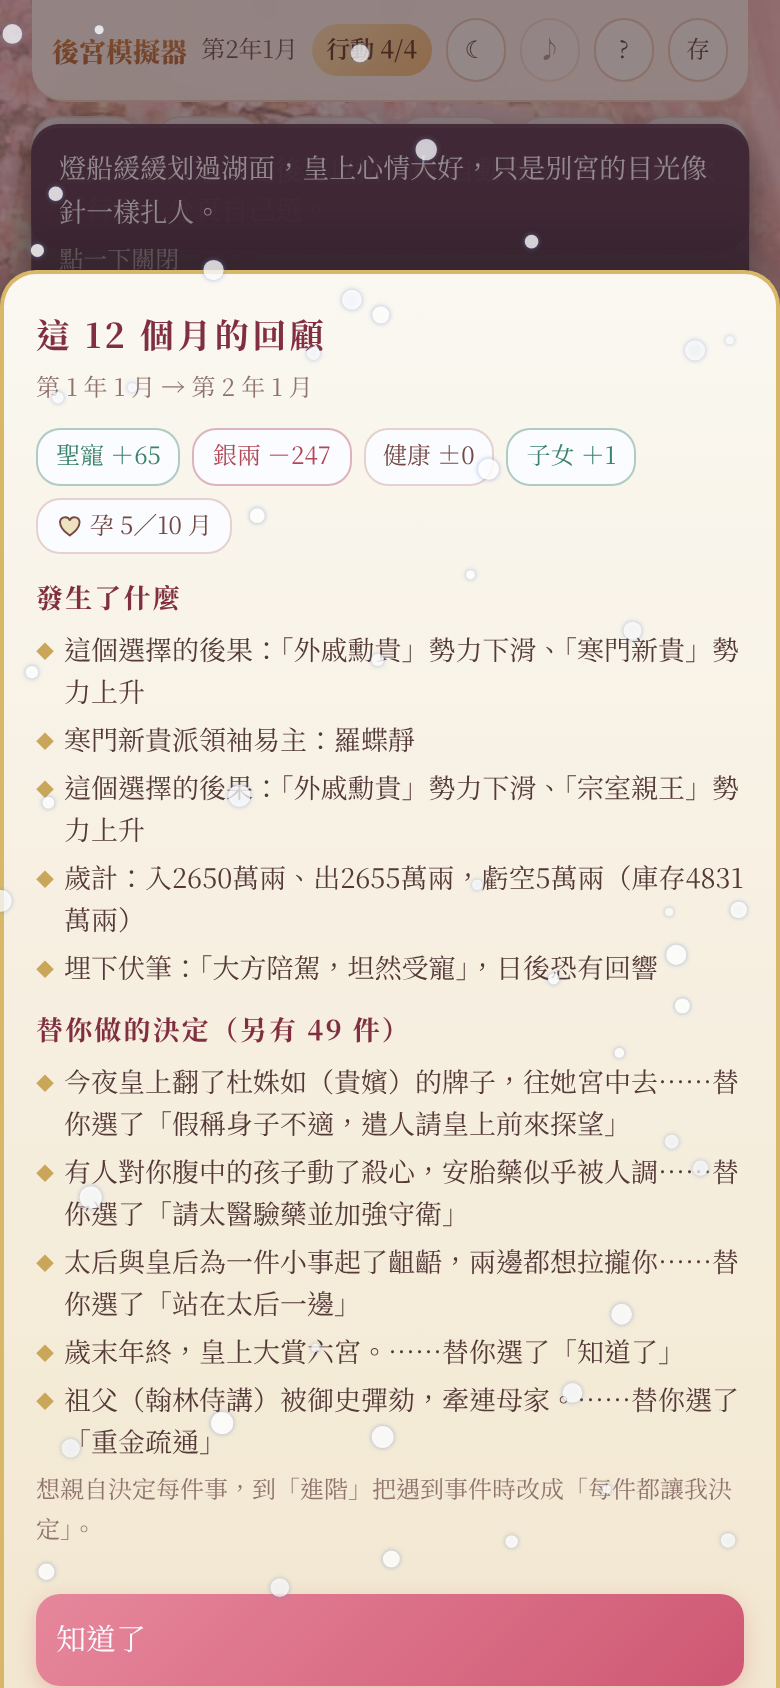 後宮模擬器 第2年1月 行動 4/4 ☾ ♪ ? 存
燈船緩緩划過湖面，皇上心情大好，只是別宮的目光像
針一樣扎人。
點一下關閉
這 12 個月的回顧
第 1 年 1 月 → 第 2 年 1 月
聖寵 ＋65 銀兩 －247 健康 ±0 子女 ＋1
孕 5／10 月
發生了什麼
這個選擇的後果：「外戚勳貴」勢力下滑、「寒門新貴」勢
力上升
寒門新貴派領袖易主：羅蝶靜
這個選擇的後果：「外戚勳貴」勢力下滑、「宗室親王」勢
力上升
歲計：入2650萬兩、出2655萬兩，虧空5萬兩（庫存4831
萬兩）
埋下伏筆：「大方陪駕，坦然受寵」，日後恐有回響
替你做的決定（另有 49 件）
今夜皇上翻了杜姝如（貴嬪）的牌子，往她宮中去……替
你選了「假稱身子不適，遣人請皇上前來探望」
有人對你腹中的孩子動了殺心，安胎藥似乎被人調……替
你選了「請太醫驗藥並加強守衛」
太后與皇后為一件小事起了齟齬，兩邊都想拉攏你……替
你選了「站在太后一邊」
歲末年終，皇上大賞六宮。……替你選了「知道了」
祖父（翰林侍講）被御史彈劾，牽連母家。……替你選了
「重金疏通」
想親自決定每件事，到「進階」把遇到事件時改成「每件都讓我決
定」。
知道了